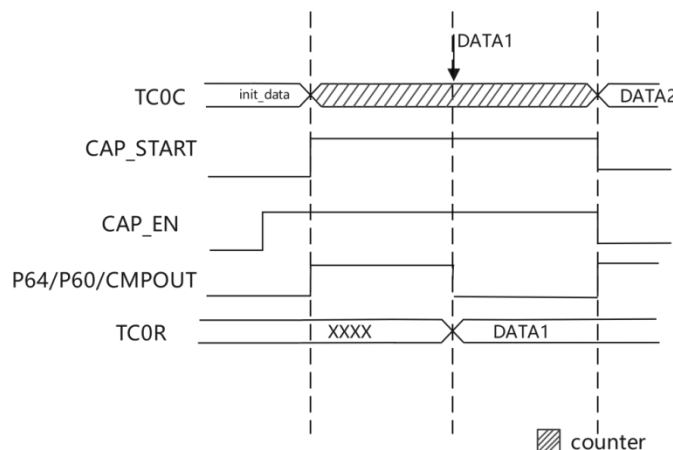 DATA1
TC0C
init_data
DATA2
CAP_START
CAP_EN
P64/P60/CMPOUT
TC0R
XXXX
DATA1
counter